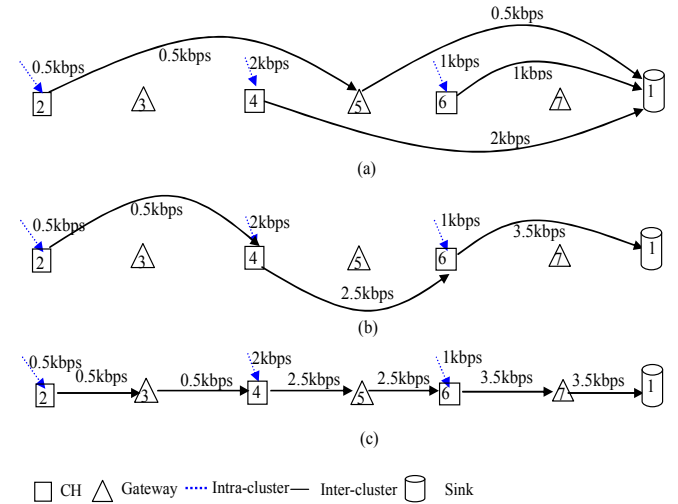 0.5kbps
0.5kbps
0.5kbps
2kbps
1kbps
1kbps
2 3 4 5 6 7 1
2kbps
(a)
0.5kbps
0.5kbps
2kbps
1kbps
3.5kbps
2 3 4 5 6 7 1
2.5kbps
(b)
0.5kbps
2kbps
1kbps
0.5kbps 0.5kbps 2.5kbps 2.5kbps 3.5kbps 3.5kbps
2 3 4 5 6 7 1
(c)
CH Gateway Intra-cluster Inter-cluster Sink